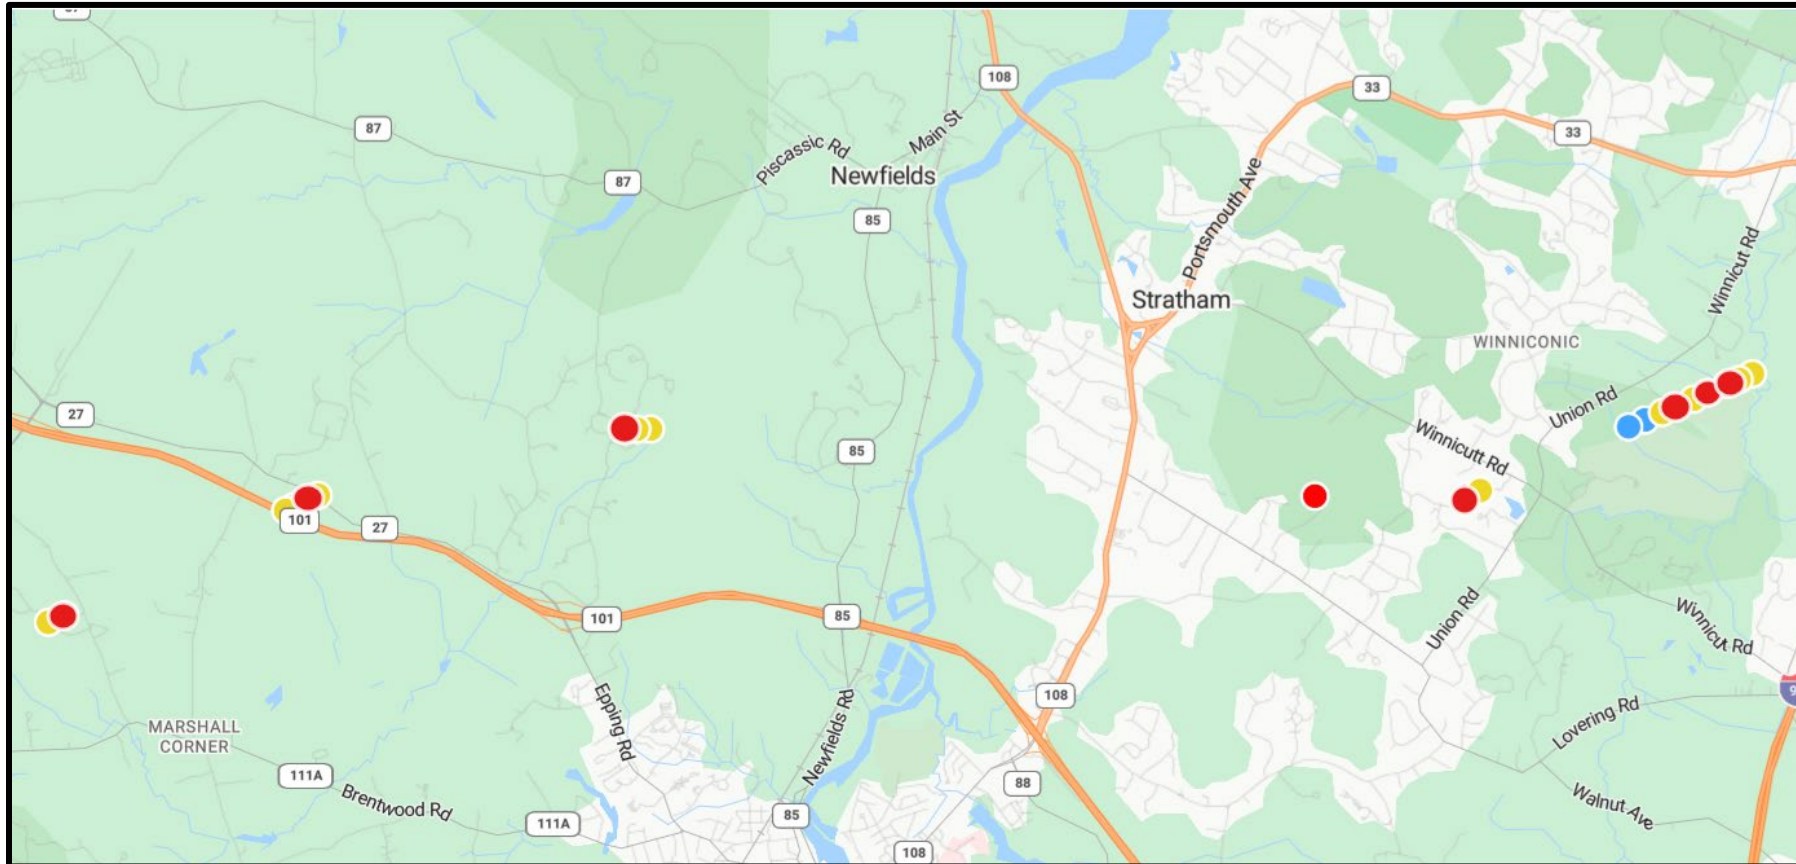 108
33
87
33
Main St
Piscassic Rd
Newfields
87
85
Portsmouth Ave
Winnicut Rd
Stratham
WINNICONIC
27
Union Rd
Winnicutt Rd
85
101
27
101
85
Union Rd
Winnicut Rd
108
Epping Rd
Newfields Rd
Lovering Rd
MARSHALL
CORNER
111A
88
Brentwood Rd
Walnut Ave
111A
85
108